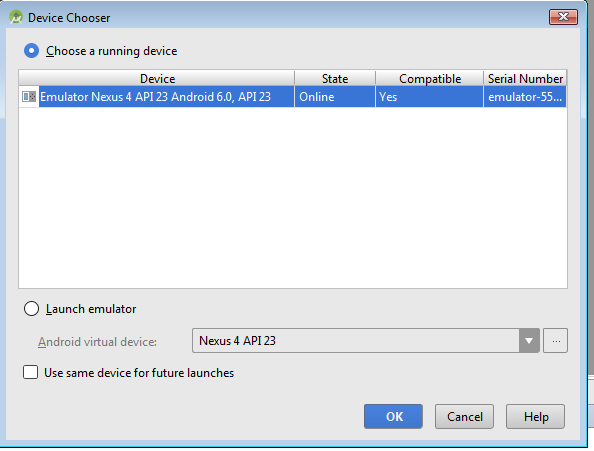 Device Chooser
Choose a running device
Device State Compatible Serial Number
Emulator Nexus 4 API 23 Android 6.0, API 23 Online Yes emulator-55...
Launch emulator
Android virtual device: Nexus 4 API 23 ...
Use same device for future launches
OK Cancel Help